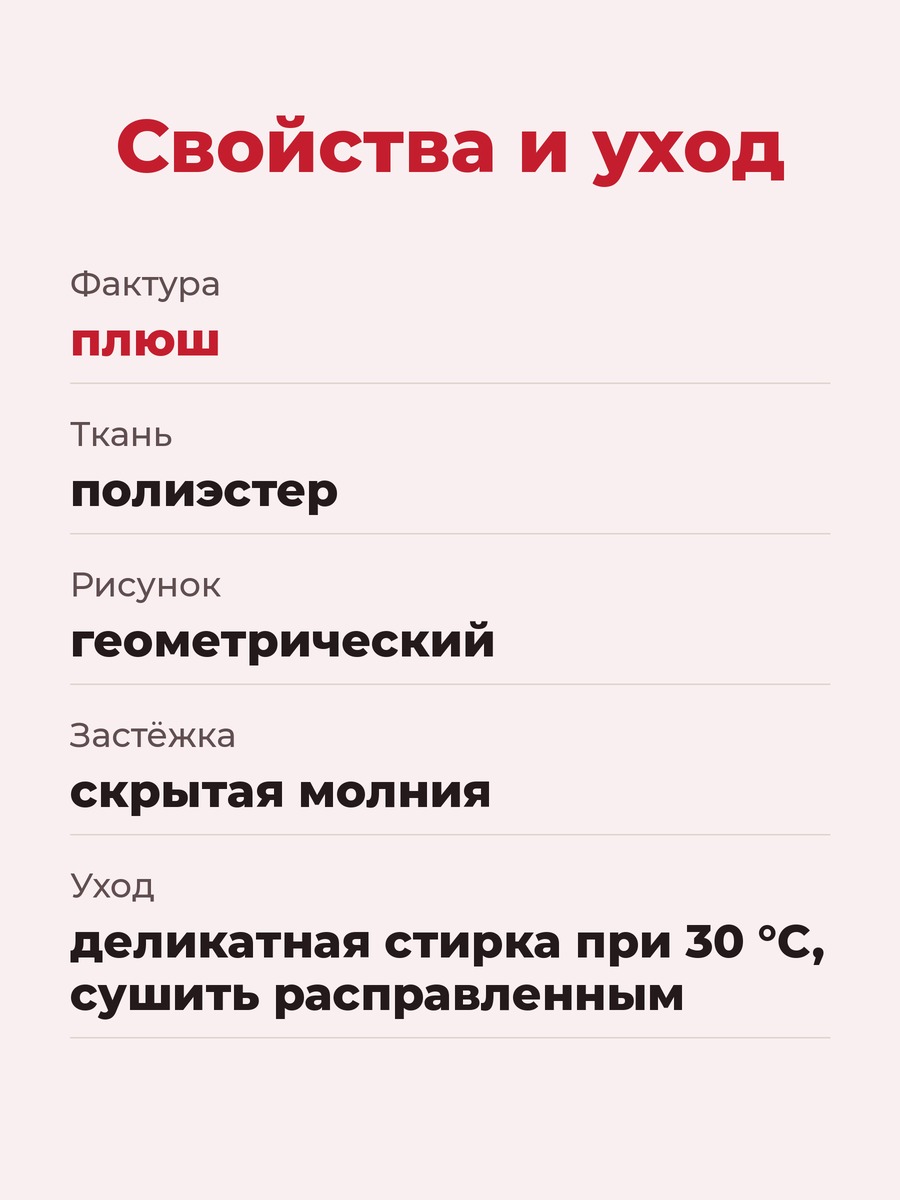 Свойства и уход
Фактура
плюш
Ткань
полиэстер
Рисунок
геометрический
Застёжка
скрытая молния
Уход
деликатная стирка при 30 °C,
сушить расправленным